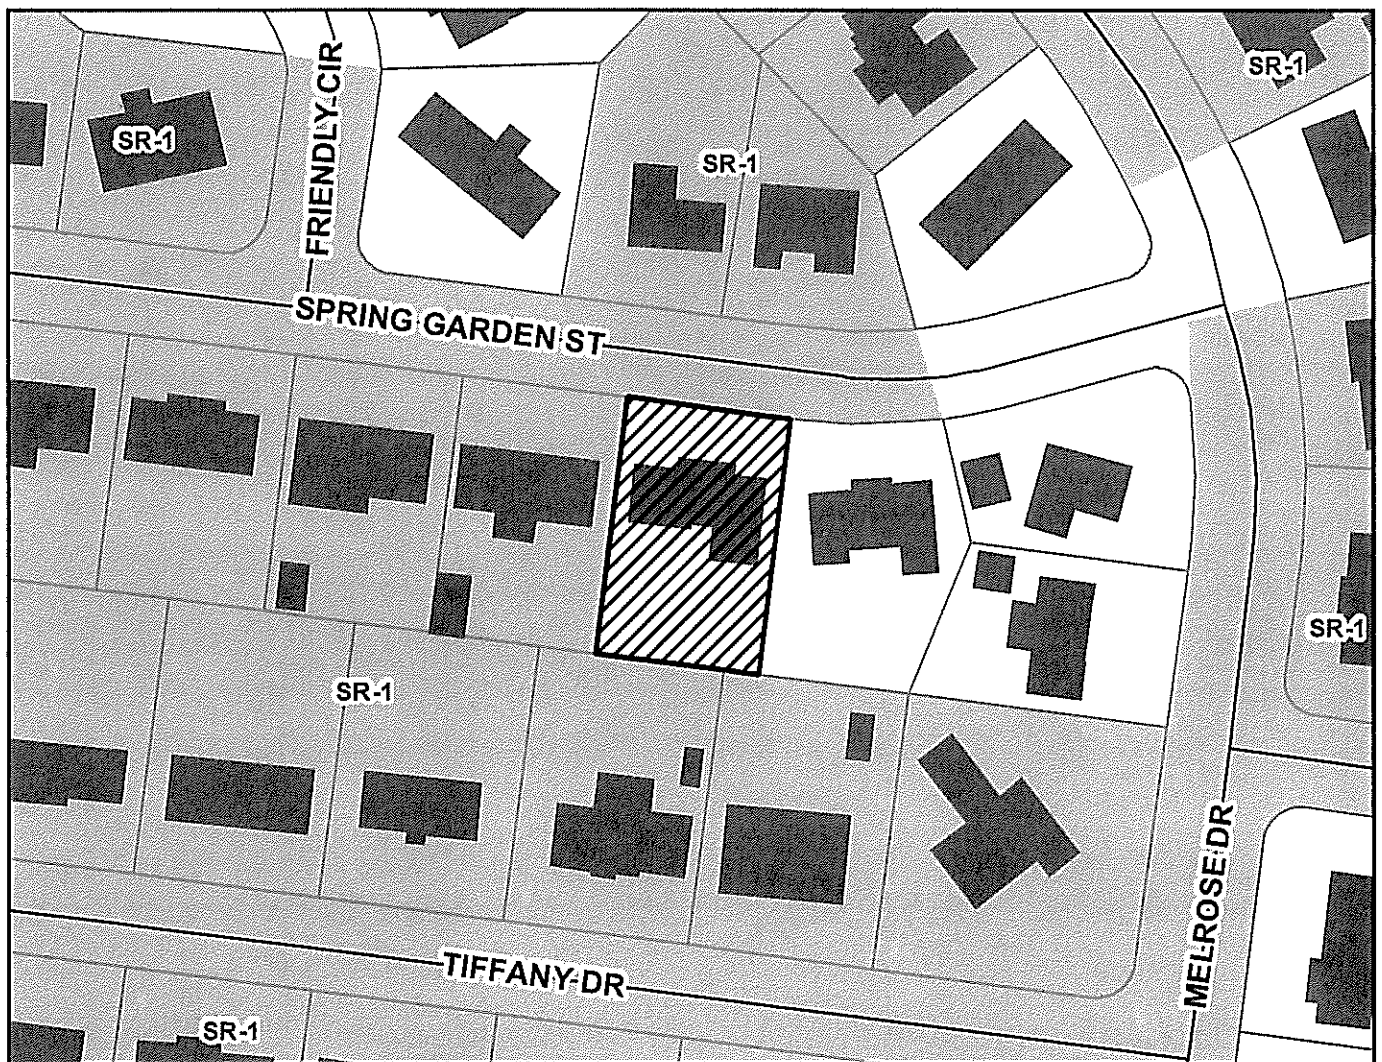 SR-1
FRIENDLY CIR
SR-1
SR-1
SPRING GARDEN ST
SR-1
SR-1
MELROSE DR
TIFFANY DR
SR-1